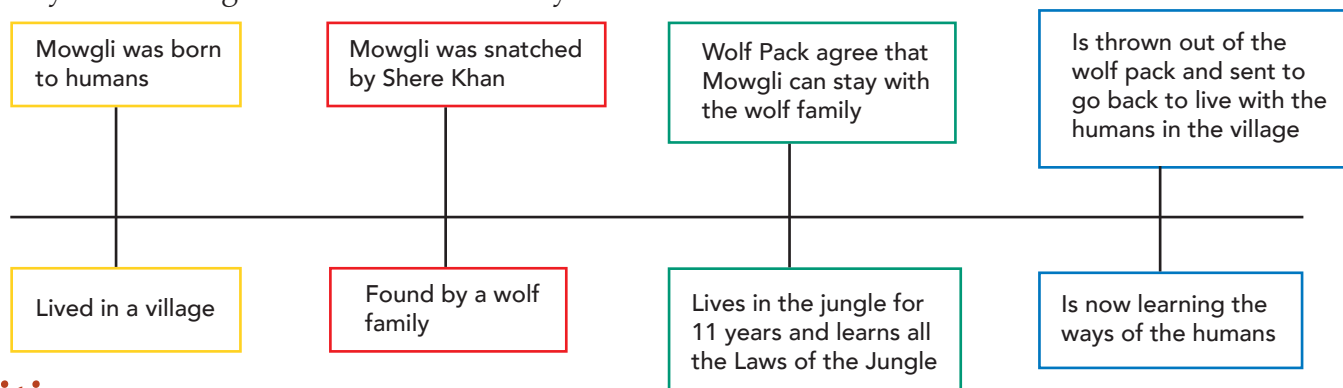 Mowgli was born
to humans
Mowgli was snatched
by Shere Khan
Wolf Pack agree that
Mowgli can stay with
the wolf family
Is thrown out of the
wolf pack and sent to
go back to live with the
humans in the village
Lived in a village
Found by a wolf
family
Lives in the jungle for
11 years and learns all
the Laws of the Jungle
Is now learning the
ways of the humans